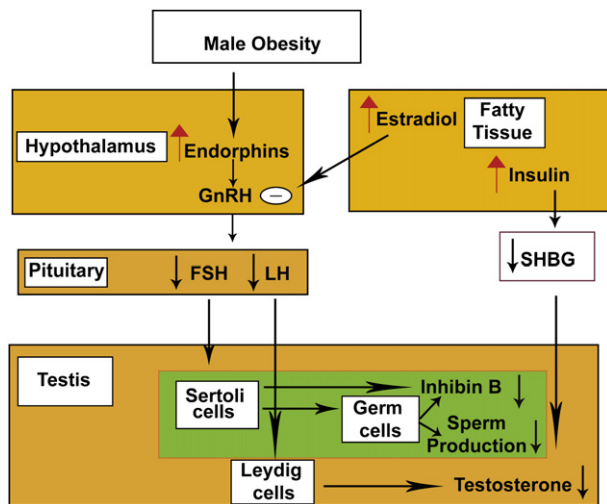 Male Obesity
Hypothalamus
Endorphins
GnRH −
Estradiol
Fatty
Tissue
Insulin
Pituitary
FSH
LH
SHBG
Testis
Sertoli
cells
Inhibin B
Germ
cells
Sperm
Production
Leydig
cells
Testosterone